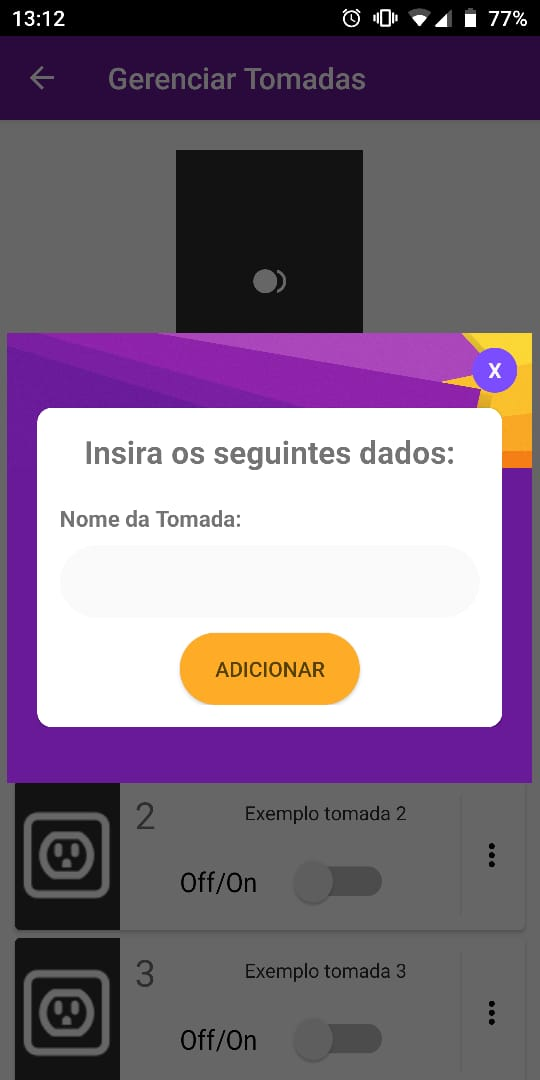 13:12 77%
Gerenciar Tomadas
X
Insira os seguintes dados:
Nome da Tomada:
ADICIONAR
2 Exemplo tomada 2
Off/On
3 Exemplo tomada 3
Off/On